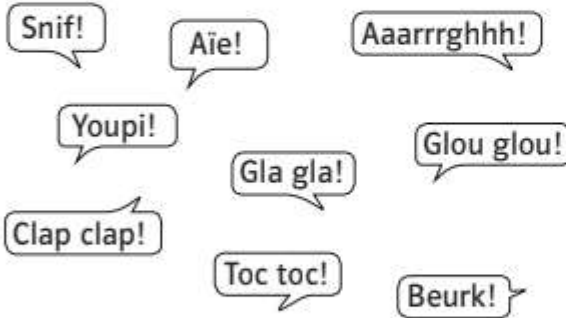 Snif!
Aïe!
Aaarrrghhh!
Youpi!
Glou glou!
Gla gla!
Clap clap!
Toc toc!
Beurk!